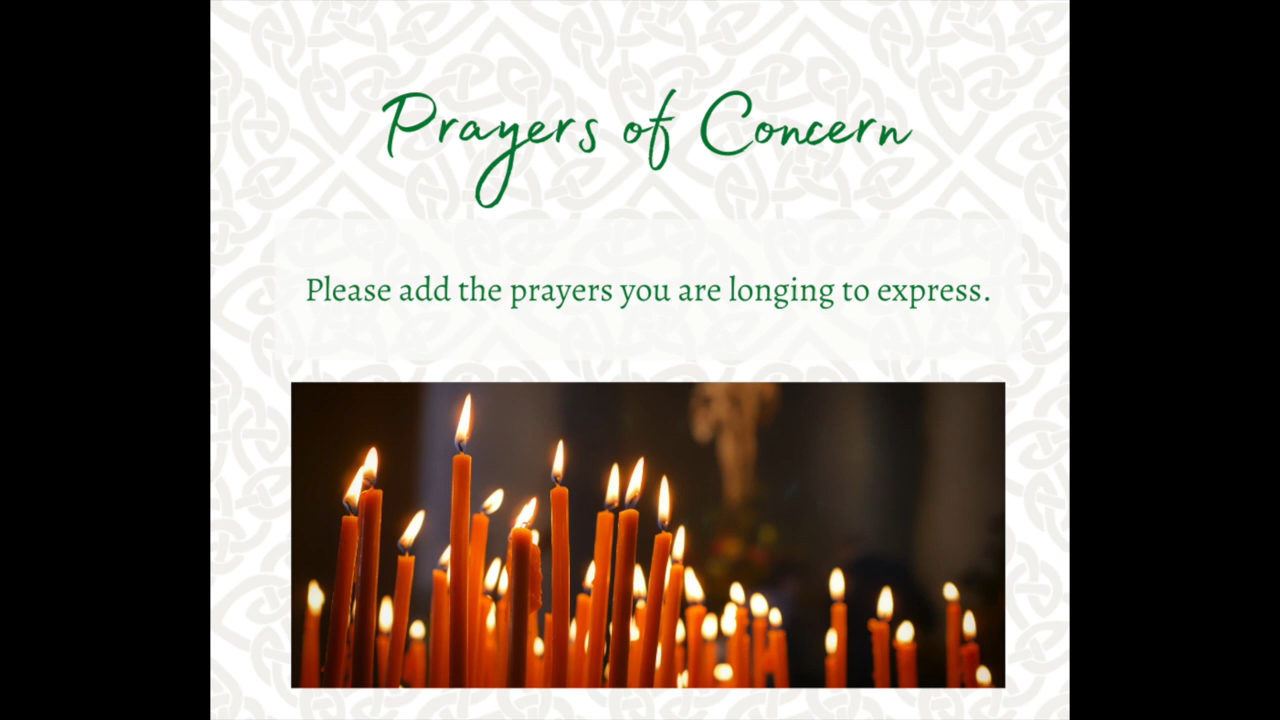 Prayers of Concern
Please add the prayers you are longing to express.